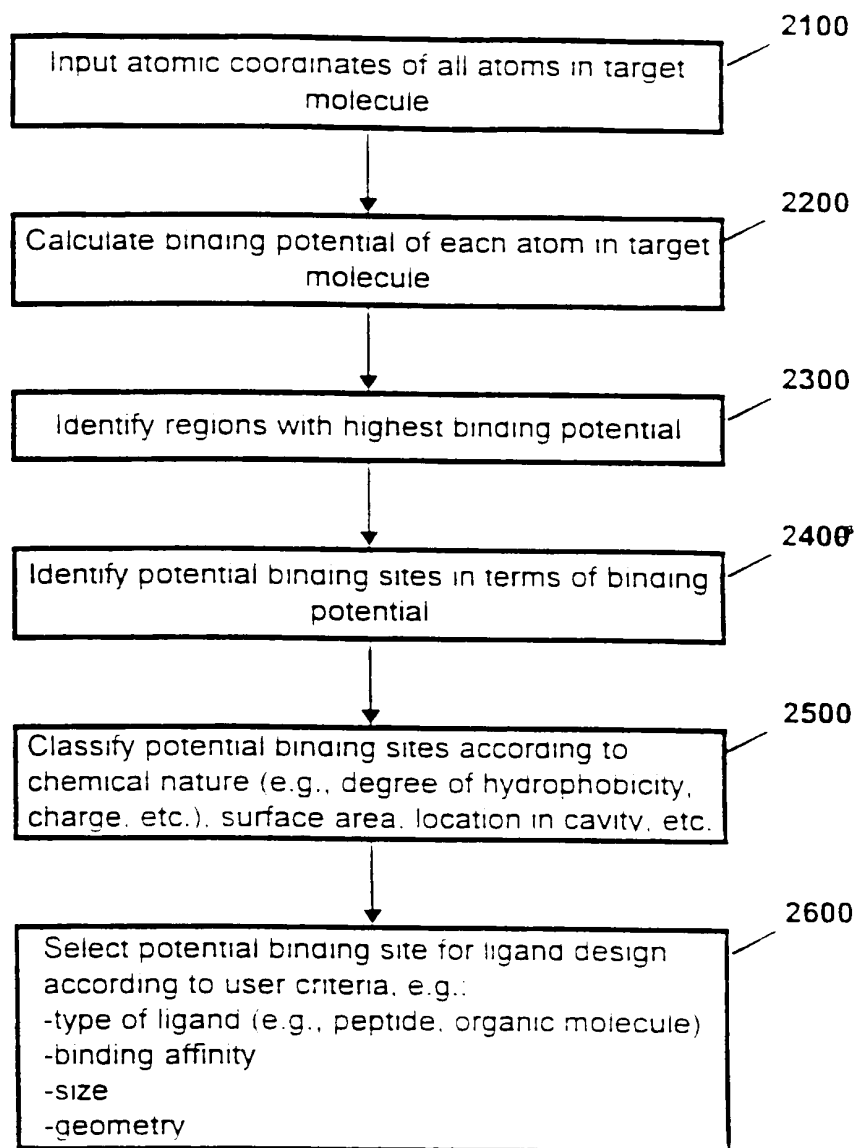 2100
Input atomic coordinates of all atoms in target
molecule
2200
Calculate binding potential of each atom in target
molecule
2300
Identify regions with highest binding potential
2400
Identify potential binding sites in terms of binding
potential
2500
Classify potential binding sites according to
chemical nature (e.g., degree of hydrophobicity,
charge, etc.), surface area, location in cavity, etc.
2600
Select potential binding site for ligand design
according to user criteria, e.g.:
-type of ligand (e.g., peptide, organic molecule)
-binding affinity
-size
-geometry